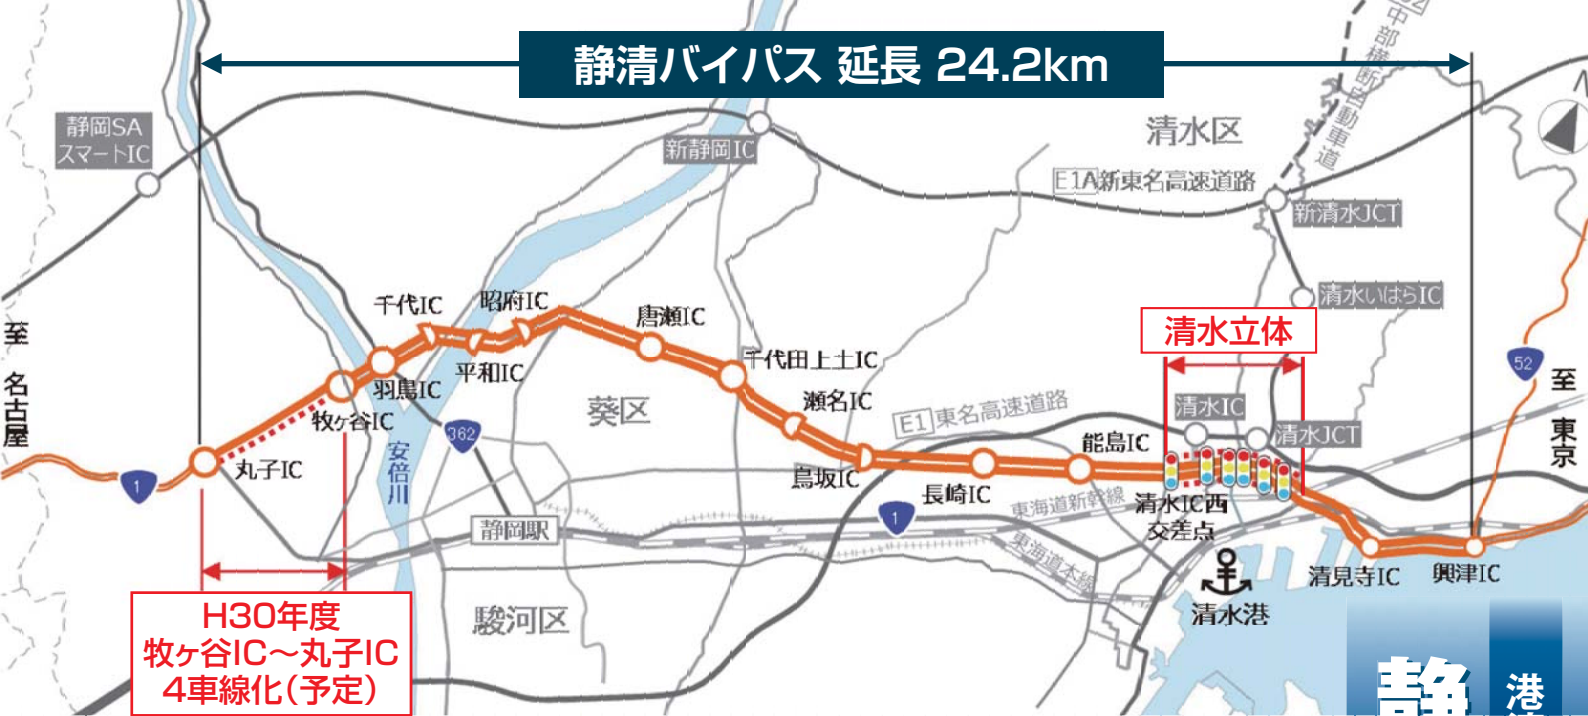 静清バイパス 延長 24.2km
中部横断自動車道
静岡SA
スマートIC
新静岡IC
清水区
E1A新東名高速道路
新清水JCT
清水いはらIC
千代IC
昭府IC
唐瀬IC
清水立体
至 名古屋
羽鳥IC
平和IC
千代田上土IC
52
至 東京
牧ヶ谷IC
葵区
瀬名IC
E1東名高速道路
清水IC
清水JCT
362
能島IC
丸子IC
安倍川
鳥坂IC
1
長崎IC
1
東海道新幹線
清水IC西
交差点
静岡駅
東海道本線
清見寺IC
興津IC
清水港
H30年度
牧ヶ谷IC～丸子IC
4車線化(予定)
駿河区
静
港